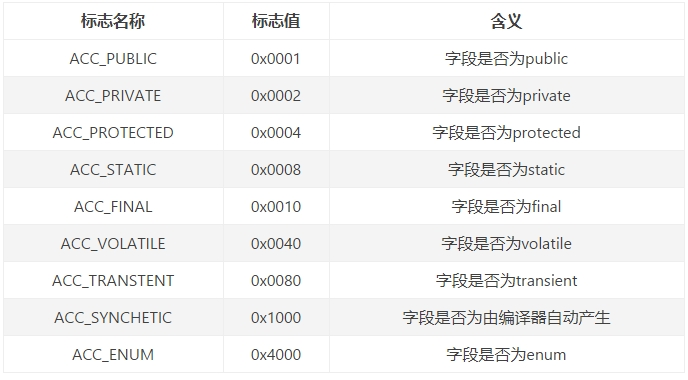 标志名称 标志值 含义
ACC_PUBLIC 0x0001 字段是否为public
ACC_PRIVATE 0x0002 字段是否为private
ACC_PROTECTED 0x0004 字段是否为protected
ACC_STATIC 0x0008 字段是否为static
ACC_FINAL 0x0010 字段是否为final
ACC_VOLATILE 0x0040 字段是否为volatile
ACC_TRANSTENT 0x0080 字段是否为transient
ACC_SYNCHETIC 0x1000 字段是否为由编译器自动产生
ACC_ENUM 0x4000 字段是否为enum